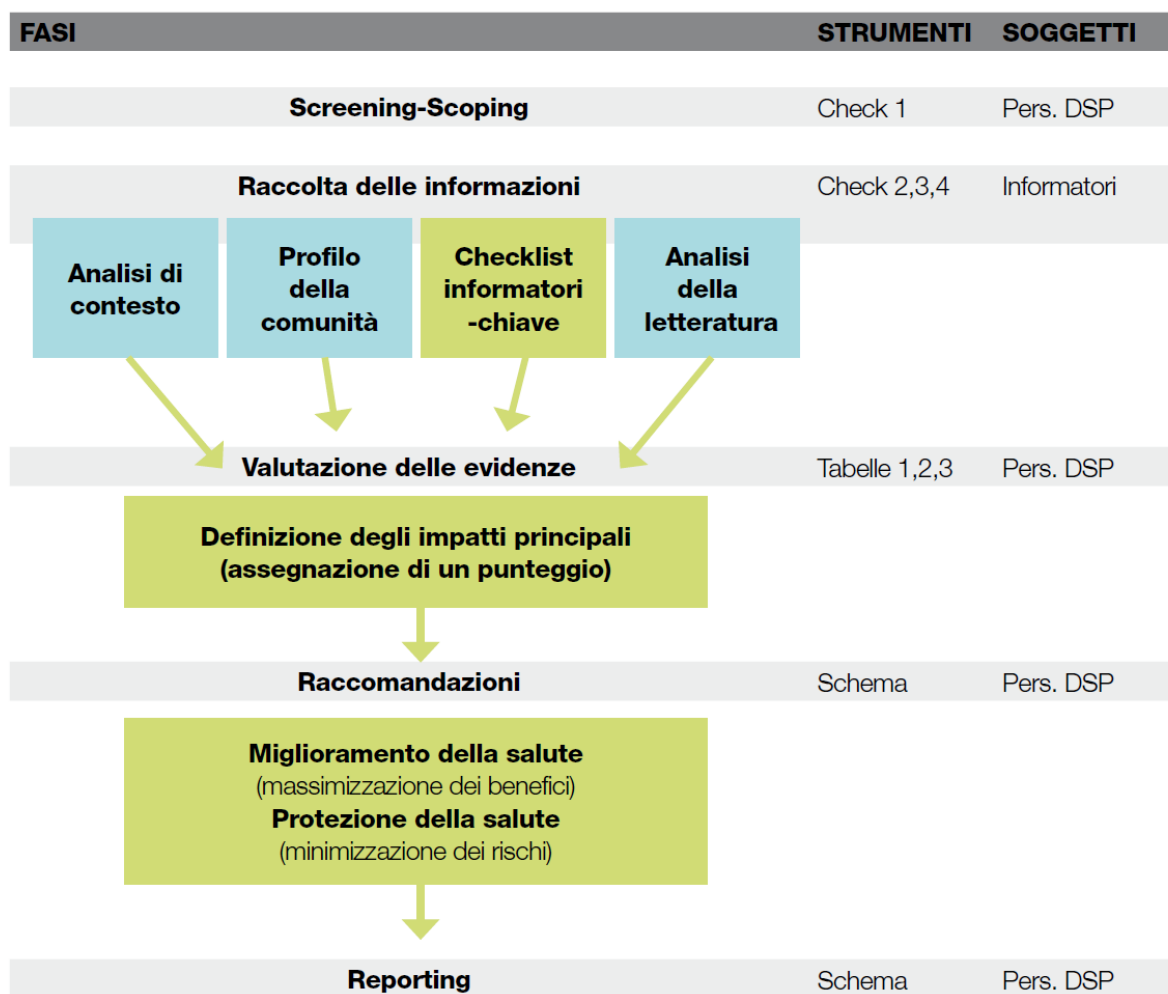 FASI STRUMENTI SOGGETTI
Screening-Scoping Check 1 Pers. DSP
Raccolta delle informazioni Check 2,3,4 Informatori
Analisi di
contesto
Profilo
della
comunità
Checklist
informatori
-chiave
Analisi
della
letteratura
Valutazione delle evidenze Tabelle 1,2,3 Pers. DSP
Definizione degli impatti principali
(assegnazione di un punteggio)
Raccomandazioni Schema Pers. DSP
Miglioramento della salute
(massimizzazione dei benefici)
Protezione della salute
(minimizzazione dei rischi)
Reporting Schema Pers. DSP